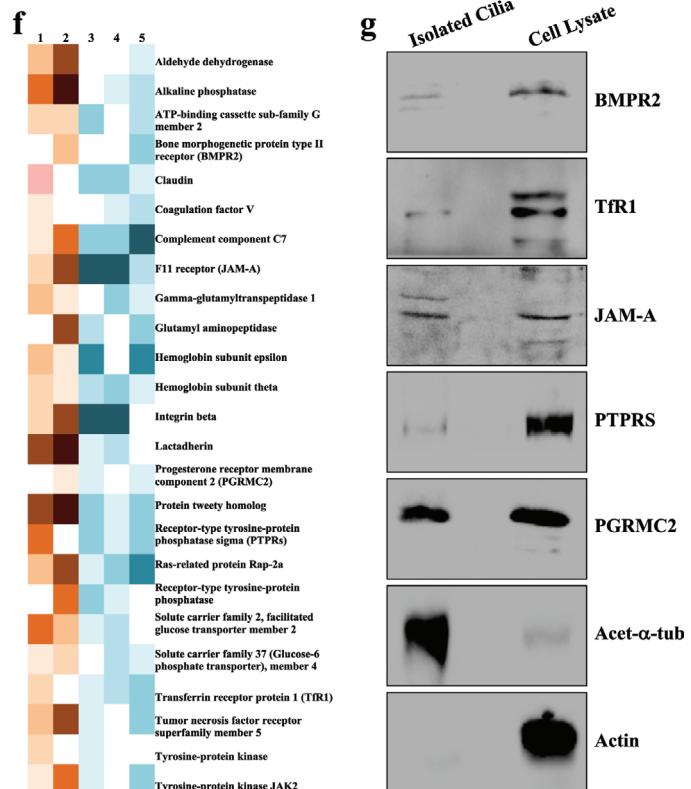 f
1 2 3 4 5
Aldehyde dehydrogenase
Alkaline phosphatase
ATP-binding cassette sub-family G
member 2
Bone morphogenetic protein type II
receptor (BMPR2)
Claudin
Coagulation factor V
Complement component C7
F11 receptor (JAM-A)
Gamma-glutamyltranspeptidase 1
Glutamyl aminopeptidase
Hemoglobin subunit epsilon
Hemoglobin subunit theta
Integrin beta
Lactadherin
Progesterone receptor membrane
component 2 (PGRMC2)
Protein tweety homolog
Receptor-type tyrosine-protein
phosphatase sigma (PTPRs)
Ras-related protein Rap-2a
Receptor-type tyrosine-protein
phosphatase
Solute carrier family 2, facilitated
glucose transporter member 2
Solute carrier family 37 (Glucose-6
phosphate transporter), member 4
Transferrin receptor protein 1 (TfR1)
Tumor necrosis factor receptor
superfamily member 5
Tyrosine-protein kinase
Tyrosine-protein kinase JAK2
g
Isolated Cilia
Cell Lysate
BMPR2
TfR1
JAM-A
PTPRS
PGRMC2
Acet-α-tub
Actin